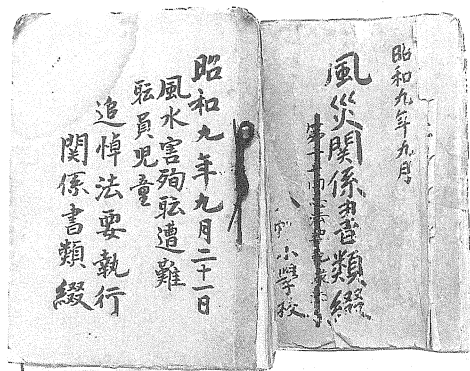 昭和九年九月
風災関係書類綴
小学校
昭和九年九月二十一日
風水害殉転遭難
転員児童
追悼法要執行
関係書類綴